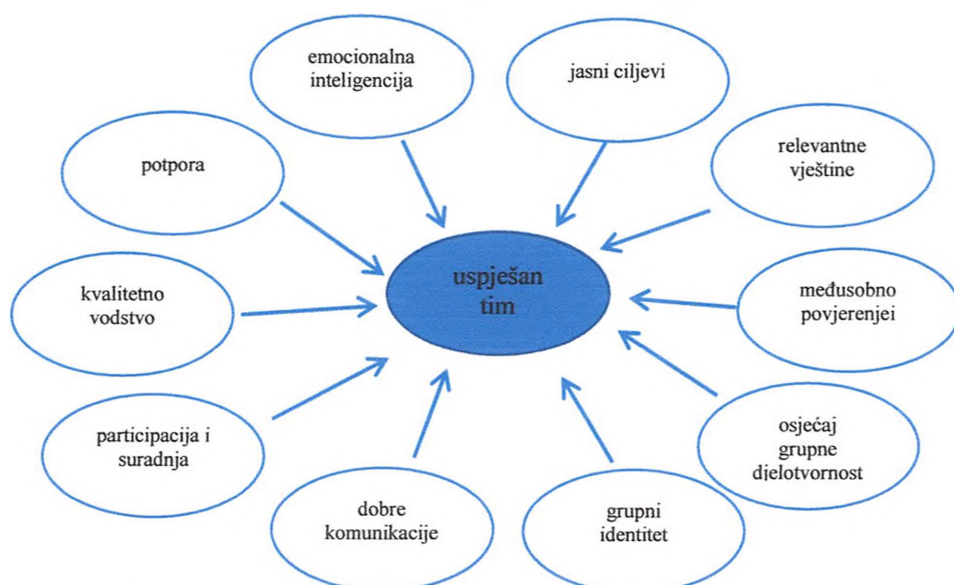 emocionalna
inteligencija
jasni ciljevi
relevantne
vještine
potpora
uspješan
tim
kvalitetno
vodstvo
međusobno
povjerenjei
participacija i
suradnja
osjećaj
grupne
djelotvornost
dobre
komunikacije
grupni
identitet